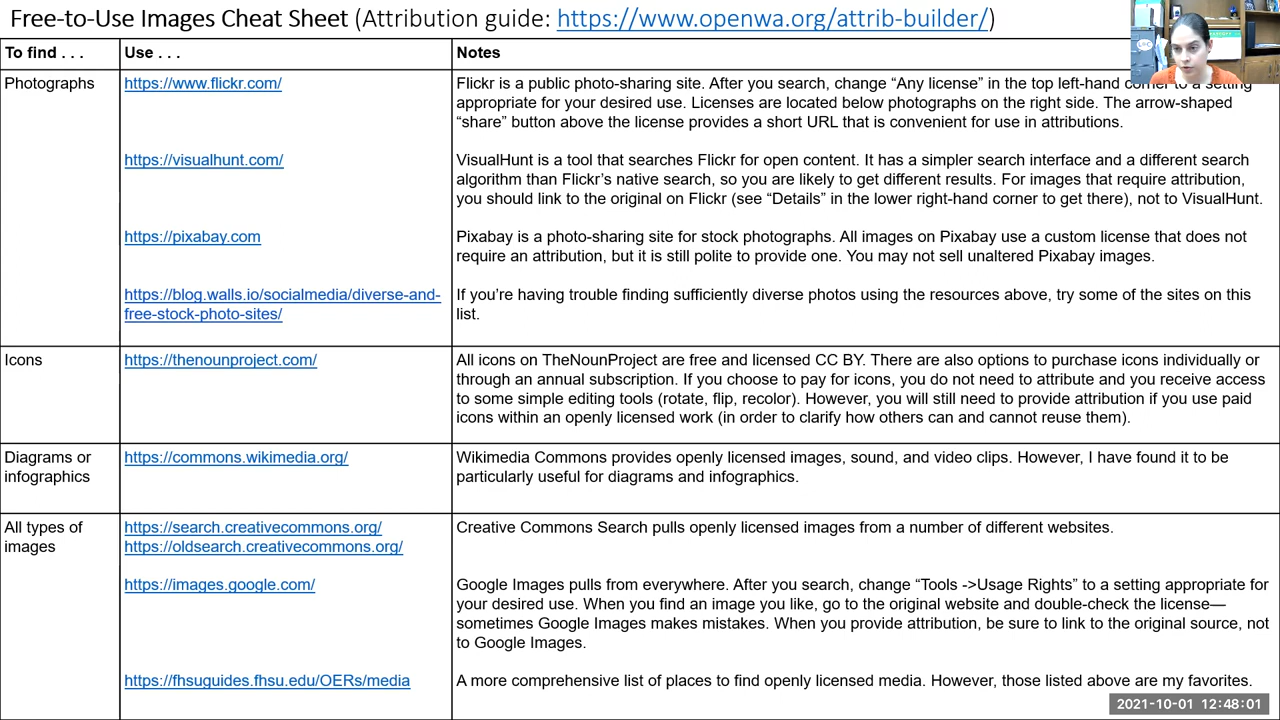 Free-to-Use Images Cheat Sheet (Attribution guide: https://www.openwa.org/attrib-builder/)
To find . . .
Use . . .
Notes
Photographs
https://www.flickr.com/
Flickr is a public photo-sharing site. After you search, change “Any license” in the top left-hand corner to a setting
appropriate for your desired use. Licenses are located below photographs on the right side. The arrow-shaped
“share” button above the license provides a short URL that is convenient for use in attributions.
https://visualhunt.com/
VisualHunt is a tool that searches Flickr for open content. It has a simpler search interface and a different search
algorithm than Flickr’s native search, so you are likely to get different results. For images that require attribution,
you should link to the original on Flickr (see “Details” in the lower right-hand corner to get there), not to VisualHunt.
https://pixabay.com
Pixabay is a photo-sharing site for stock photographs. All images on Pixabay use a custom license that does not
require an attribution, but it is still polite to provide one. You may not sell unaltered Pixabay images.
https://blog.walls.io/socialmedia/diverse-and-
free-stock-photo-sites/
If you’re having trouble finding sufficiently diverse photos using the resources above, try some of the sites on this
list.
Icons
https://thenounproject.com/
All icons on TheNounProject are free and licensed CC BY. There are also options to purchase icons individually or
through an annual subscription. If you choose to pay for icons, you do not need to attribute and you receive access
to some simple editing tools (rotate, flip, recolor). However, you will still need to provide attribution if you use paid
icons within an openly licensed work (in order to clarify how others can and cannot reuse them).
Diagrams or
infographics
https://commons.wikimedia.org/
Wikimedia Commons provides openly licensed images, sound, and video clips. However, I have found it to be
particularly useful for diagrams and infographics.
All types of
images
https://search.creativecommons.org/
https://oldsearch.creativecommons.org/
Creative Commons Search pulls openly licensed images from a number of different websites.
https://images.google.com/
Google Images pulls from everywhere. After you search, change “Tools ->Usage Rights” to a setting appropriate for
your desired use. When you find an image you like, go to the original website and double-check the license—
sometimes Google Images makes mistakes. When you provide attribution, be sure to link to the original source, not
to Google Images.
https://fhsuguides.fhsu.edu/OERs/media
A more comprehensive list of places to find openly licensed media. However, those listed above are my favorites.
2021-10-01 12:48:01